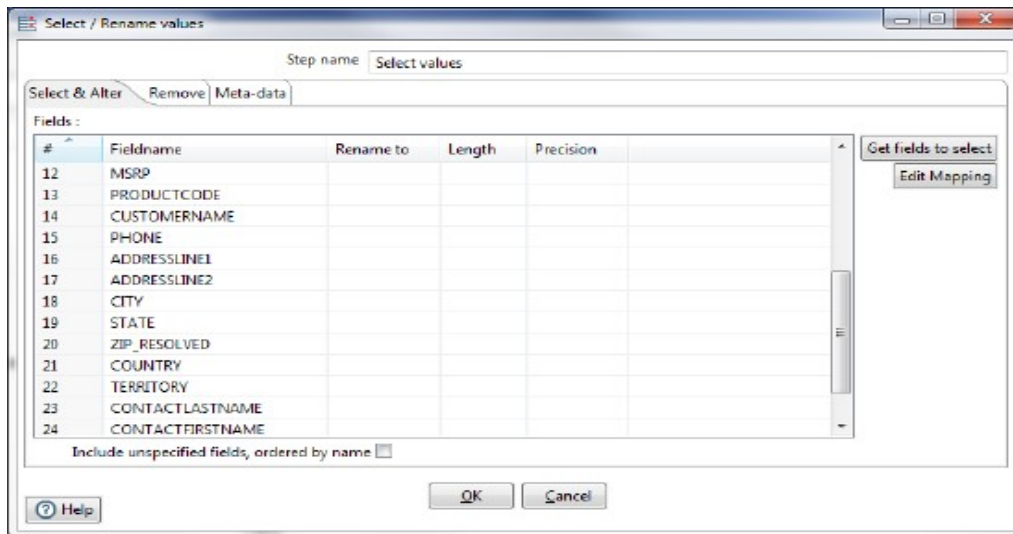 Select / Rename values
Step name Select values
Select & Alter Remove Meta-data
Fields :
# Fieldname Rename to Length Precision
Get fields to select
12 MSRP
Edit Mapping
13 PRODUCTCODE
14 CUSTOMERNAME
15 PHONE
16 ADDRESSLINE1
17 ADDRESSLINE2
18 CITY
19 STATE
20 ZIP_RESOLVED
21 COUNTRY
22 TERRITORY
23 CONTACTLASTNAME
24 CONTACTFIRSTNAME
Include unspecified fields, ordered by name
OK Cancel
Help